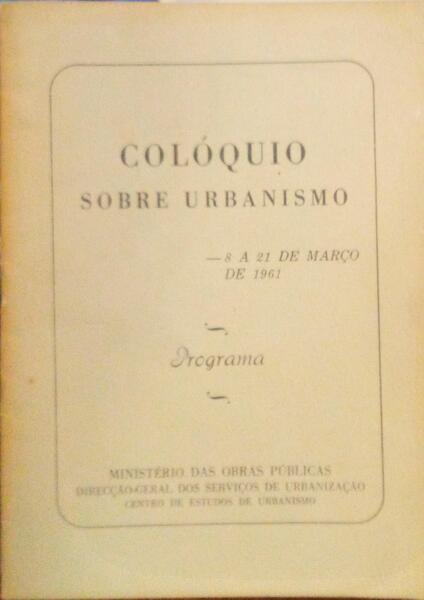 COLÓQUIO
SOBRE URBANISMO
— 8 A 21 DE MARÇO
DE 1961
Programa
MINISTÉRIO DAS OBRAS PÚBLICAS
DIRECÇÃO-GERAL DOS SERVIÇOS DE URBANIZAÇÃO
CENTRO DE ESTUDOS DE URBANISMO